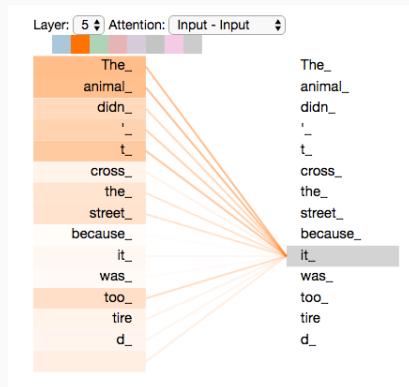 Layer: 5 Attention: Input - Input
The_ The_
animal_ animal_
didn_ didn_
'_ '_
t_ t_
cross_ cross_
the_ the_
street_ street_
because_ because_
it_ it_
was_ was_
too_ too_
tire tire
d_ d_